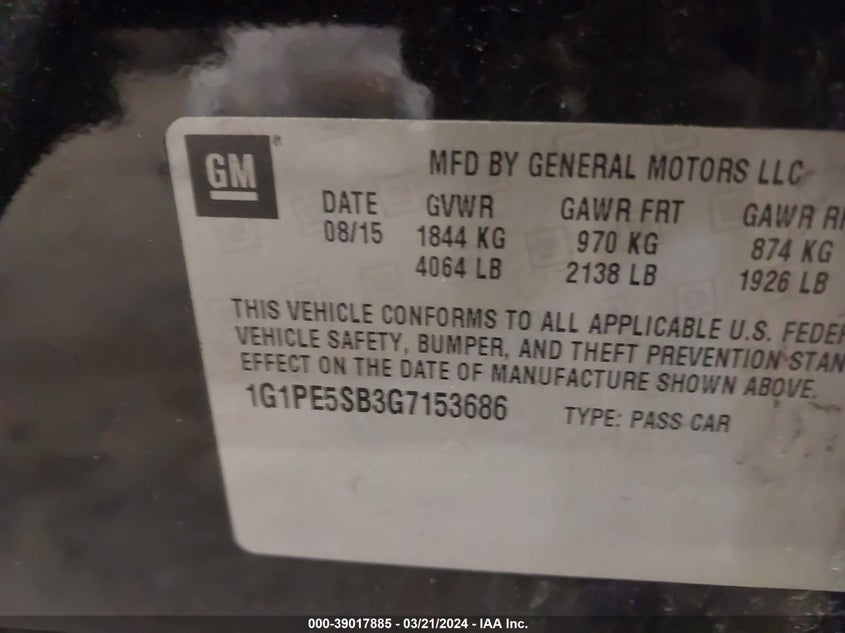 GM ®
MFD BY GENERAL MOTORS LLC
DATE GVWR GAWR FRT GAWR
08/15 1844 KG 970 KG 874 KG
4064 LB 2138 LB 1926 LB
THIS VEHICLE CONFORMS TO ALL APPLICABLE U.S.
VEHICLE SAFETY, BUMPER, AND THEFT PREVENTION
EFFECT ON THE DATE OF MANUFACTURE SHOWN ABOVE.
1G1PE5SB3G7153686 TYPE: PASS CAR
000-39017885 - 03/21/2024 - IAA Inc.